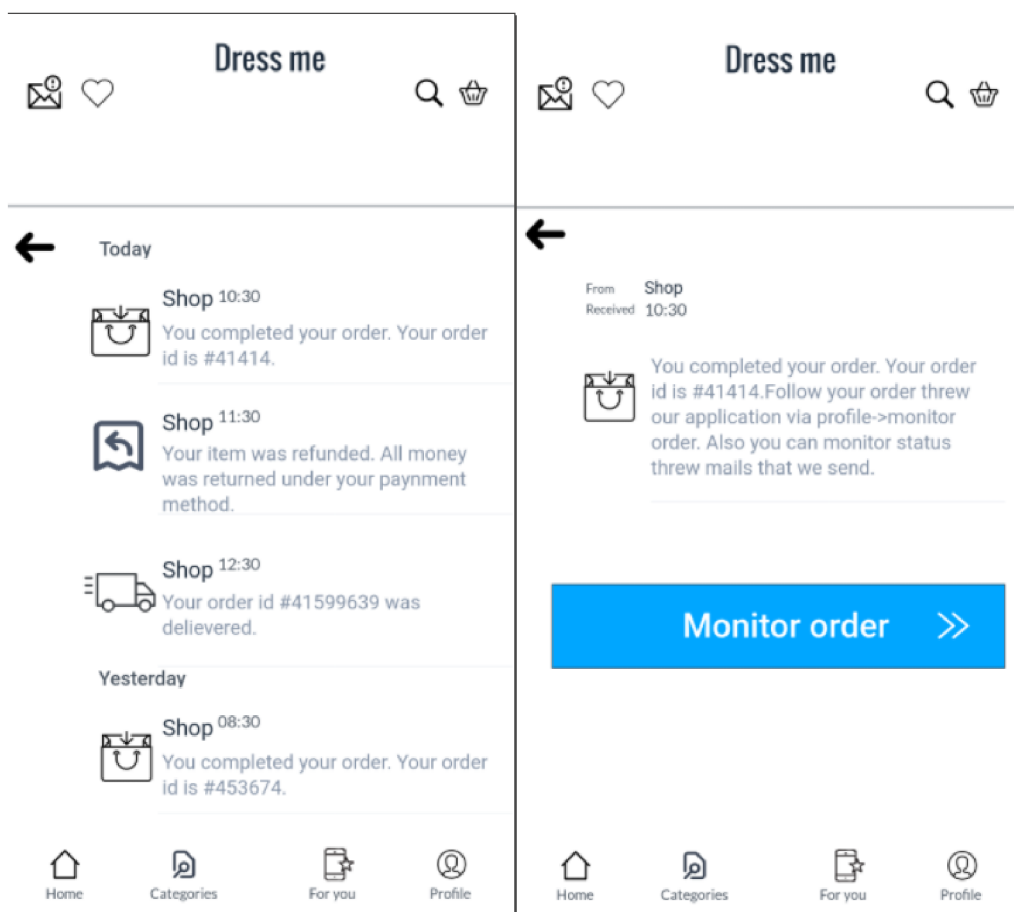 Dress me
Today
Shop 10:30
You completed your order. Your order
id is #41414.
Shop 11:30
Your item was refunded. All money
was returned under your paynment
method.
Shop 12:30
Your order id #41599639 was
delievered.
Yesterday
Shop 08:30
You completed your order. Your order
id is #453674.
Home Categories For you Profile
Dress me
From Shop
Received 10:30
You completed your order. Your order
id is #41414.Follow your order threw
our application via profile->monitor
order. Also you can monitor status
threw mails that we send.
Monitor order
Home Categories For you Profile